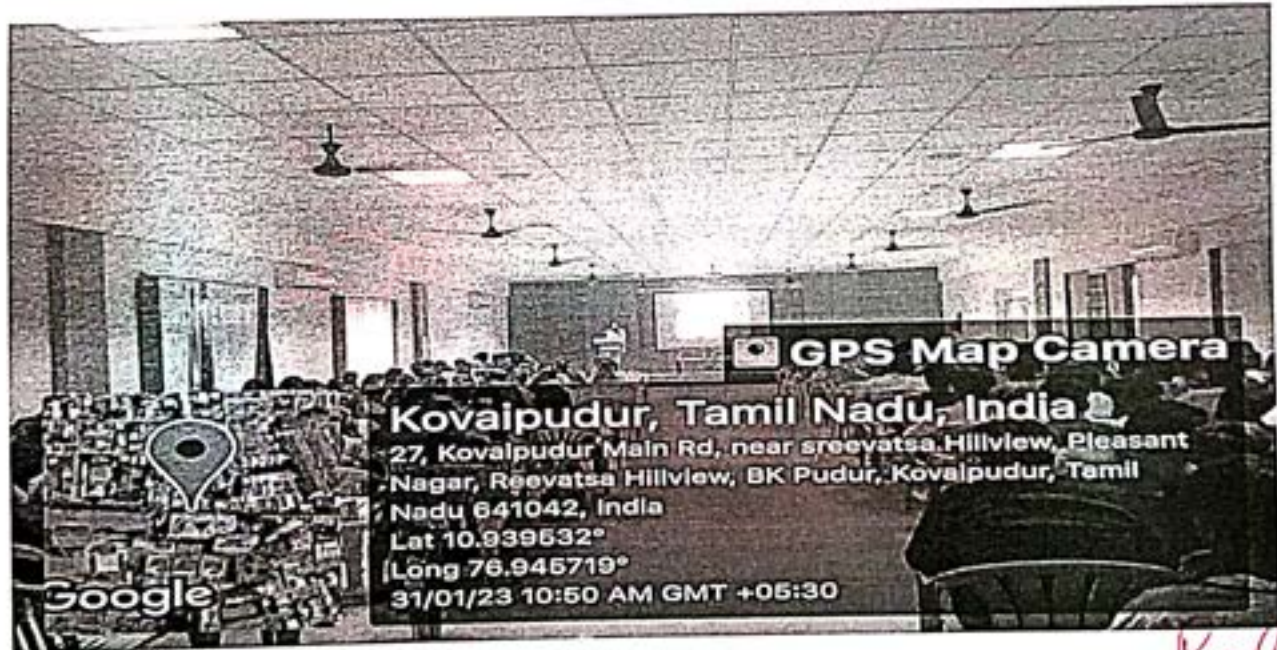 GPS Map Camera
Kovaipudur, Tamil Nadu, India
27, Kovaipudur Main Rd, near sreevatsa Hillview, Pleasant
Nagar, Reevatsa Hillview, BK Pudur, Kovaipudur, Tamil
Nadu 641042, India
Lat 10.939532°
Long 76.945719°
31/01/23 10:50 AM GMT +05:30
Google